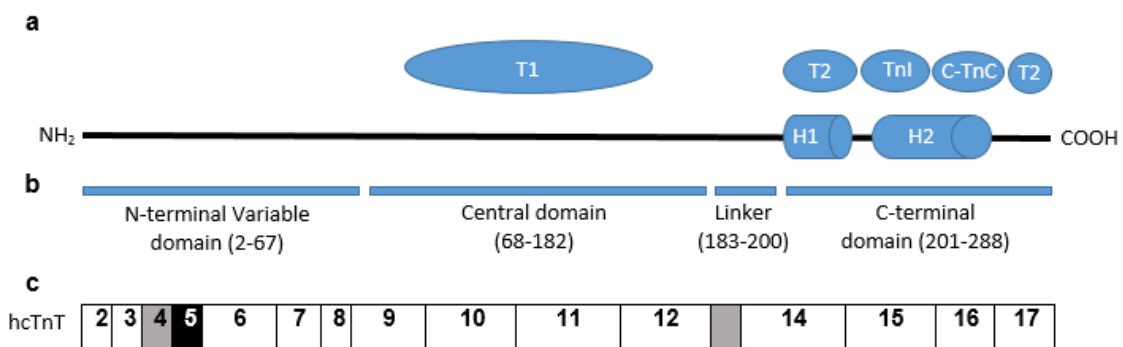 a
T1
T2 TnI C-TnC T2
NH2 H1 H2 COOH
b
N-terminal Variable domain (2-67)
Central domain (68-182)
Linker (183-200)
C-terminal domain (201-288)
c
hcTnT 2 3 4 5 6 7 8 9 10 11 12 14 15 16 17